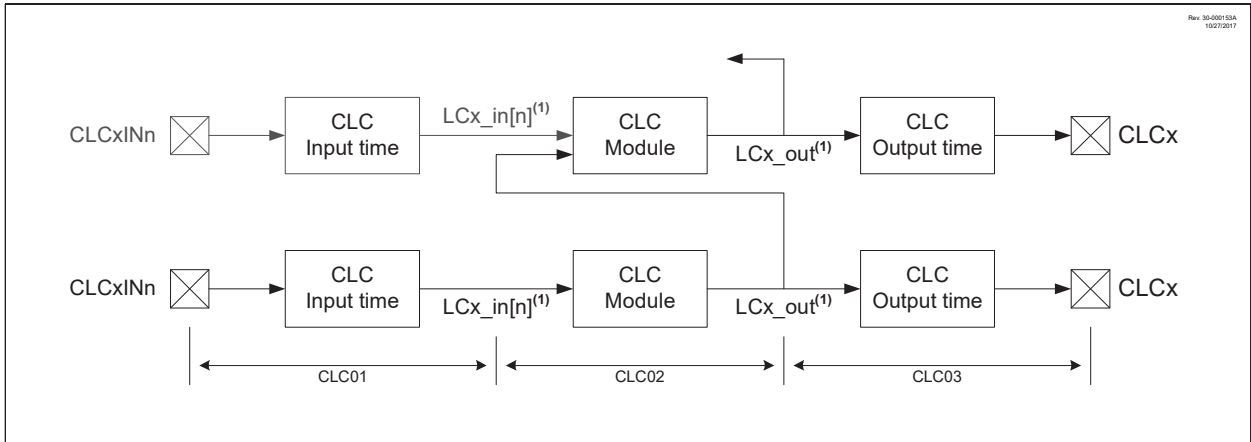 Rev. 30-000153A
10/27/2017
CLCxINn
CLC
Input time
LCx_in[n](1)
CLC
Module
LCx_out(1)
CLC
Output time
CLCx
CLCxINn
CLC
Input time
LCx_in[n](1)
CLC
Module
LCx_out(1)
CLC
Output time
CLCx
CLC01
CLC02
CLC03